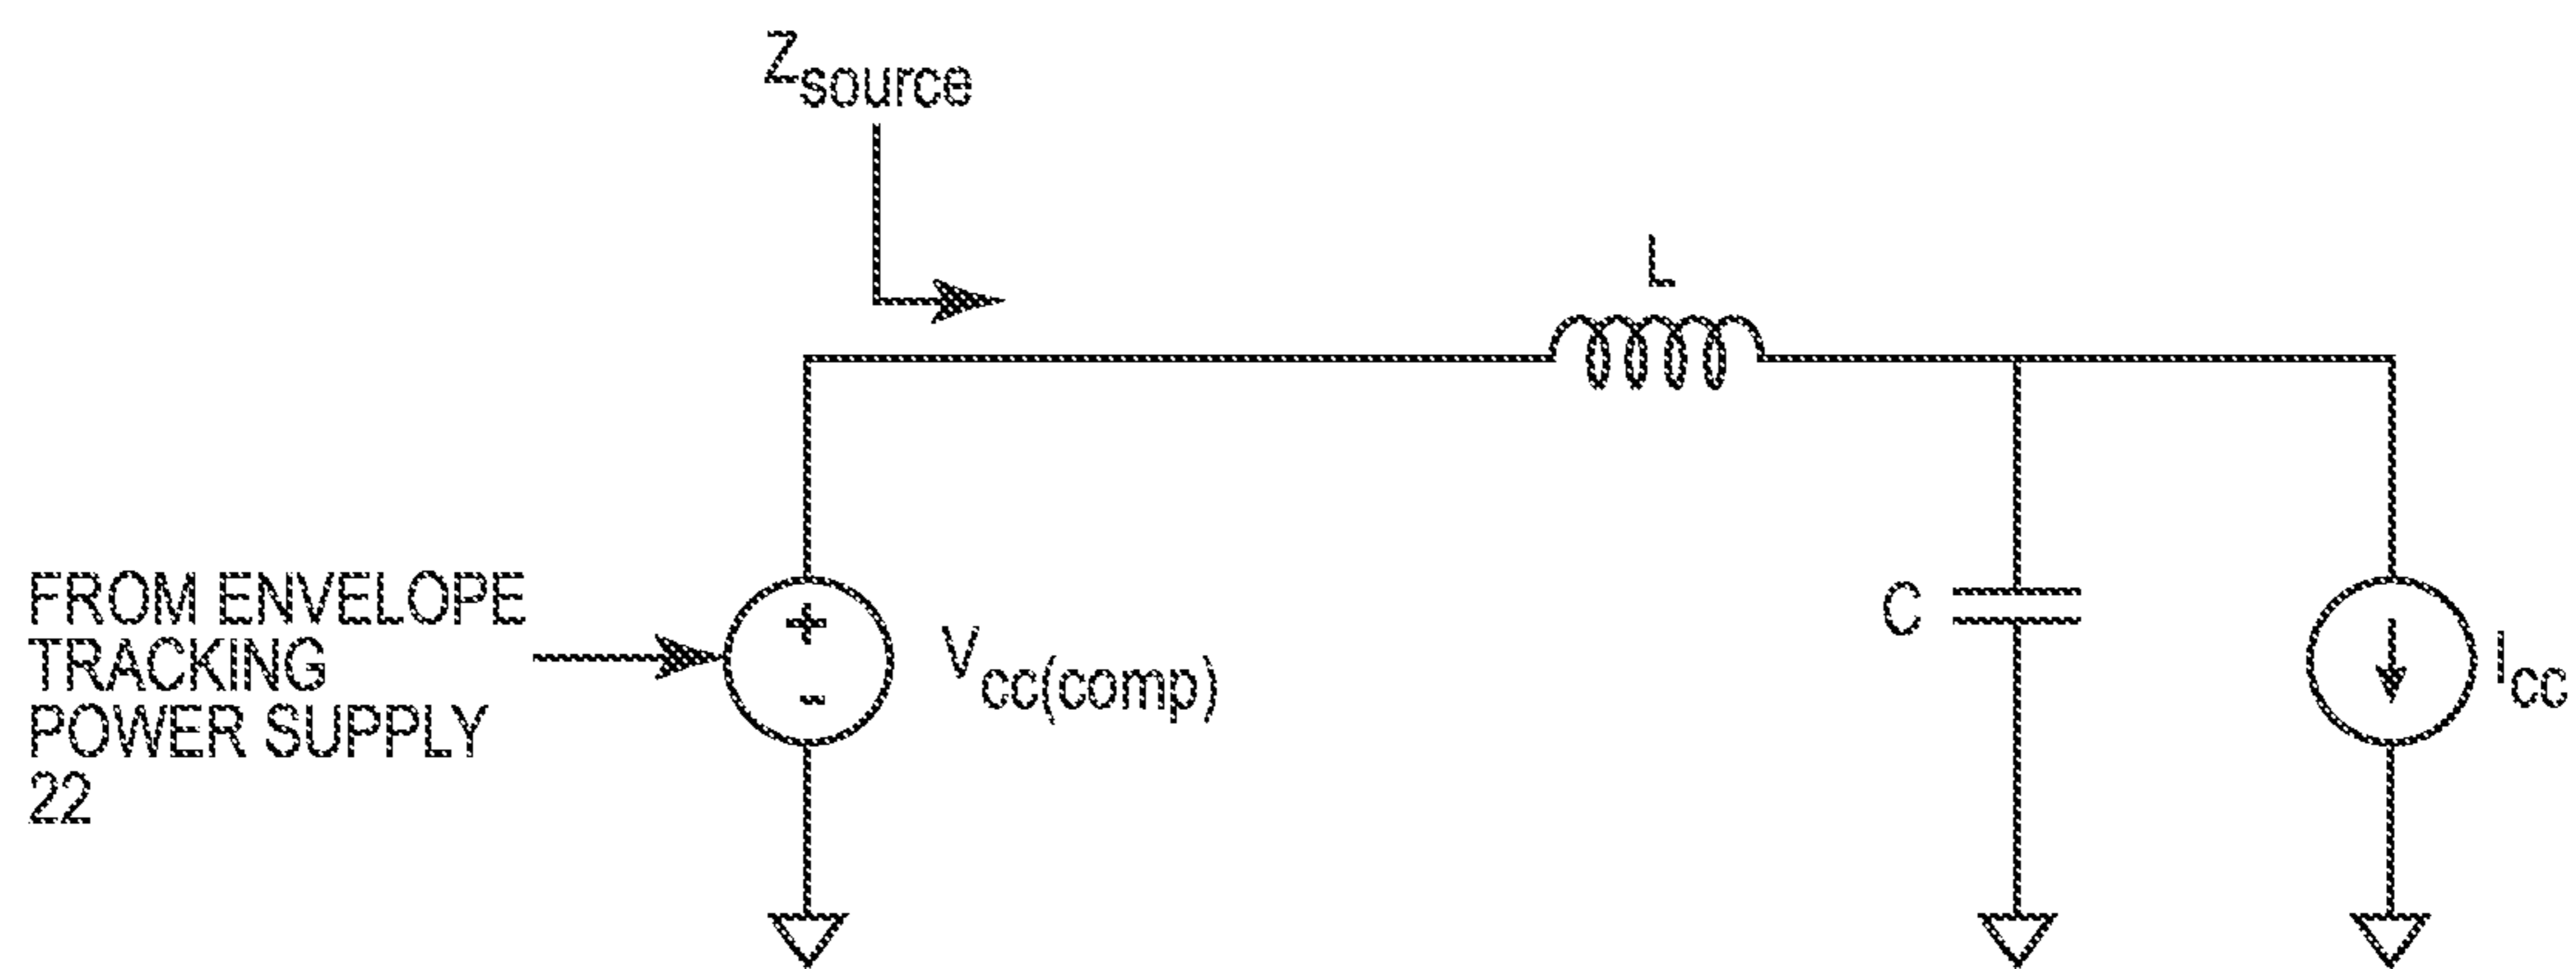 Zsource
L
FROM ENVELOPE
TRACKING
POWER SUPPLY
22
+
-
Vcc(comp)
C
Icc